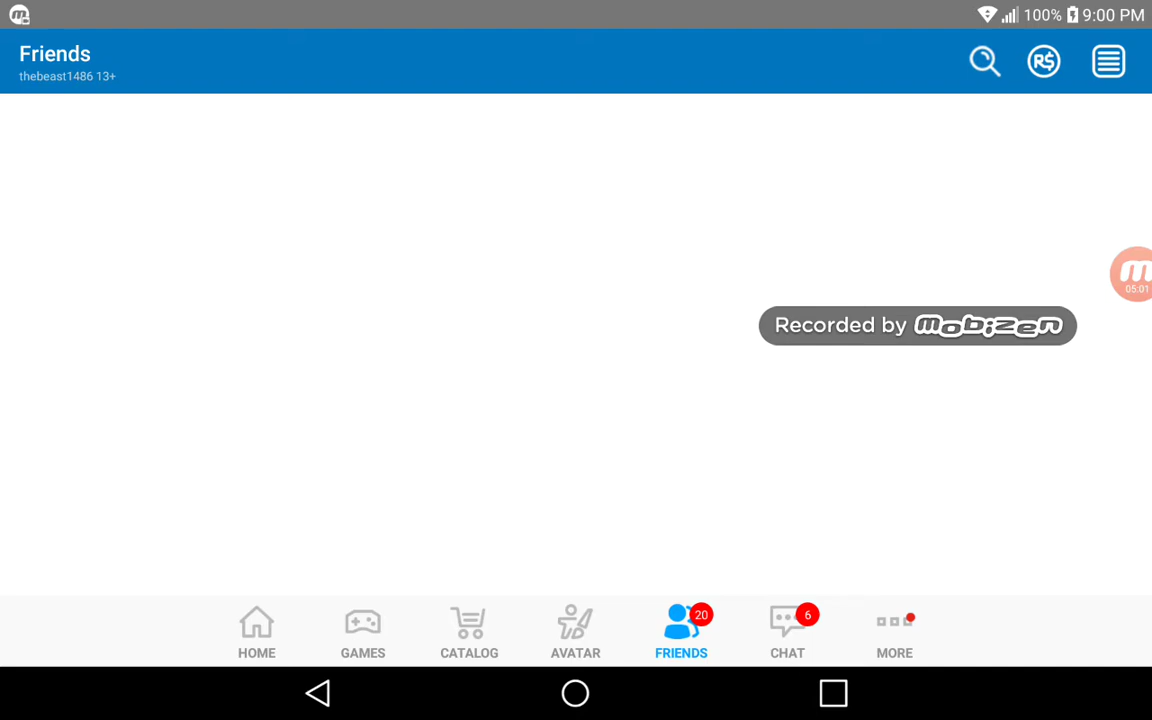 100% 9:00 PM
Friends
thebeast1486 13+
R$
05:01
Recorded by mobizen
20
6
HOME
GAMES
CATALOG
AVATAR
FRIENDS
CHAT
MORE